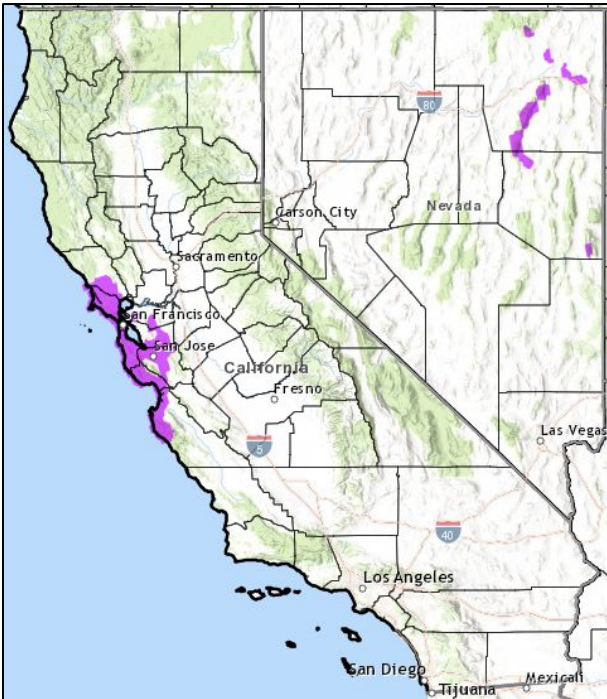 80
Carson City
Nevada
Sacramento
San Francisco
San Jose
California
Fresno
Las Vegas
5
40
Los Angeles
San Diego
Tijuana
Mexicali